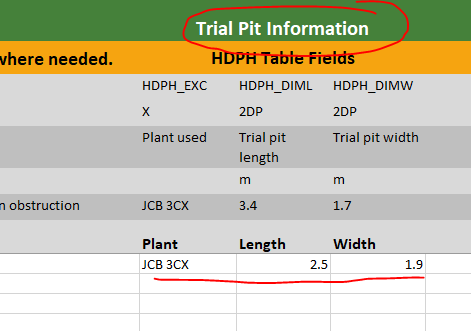 Trial Pit Information
where needed. HDPH Table Fields
HDPH_EXC HDPH_DIML HDPH_DIMW
X 2DP 2DP
Plant used Trial pit length Trial pit width
m m
n obstruction JCB 3CX 3.4 1.7
Plant Length Width
JCB 3CX 2.5 1.9